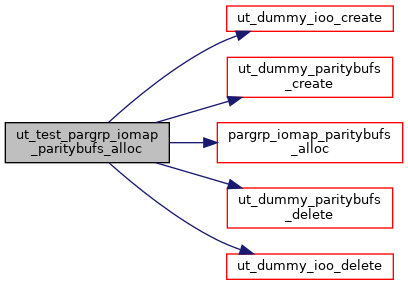 ut_test_pargrp_iomap
_paritybufs_alloc
ut_dummy_ioo_create
ut_dummy_paritybufs
_create
pargrp_iomap_paritybufs
_alloc
ut_dummy_paritybufs
_delete
ut_dummy_ioo_delete